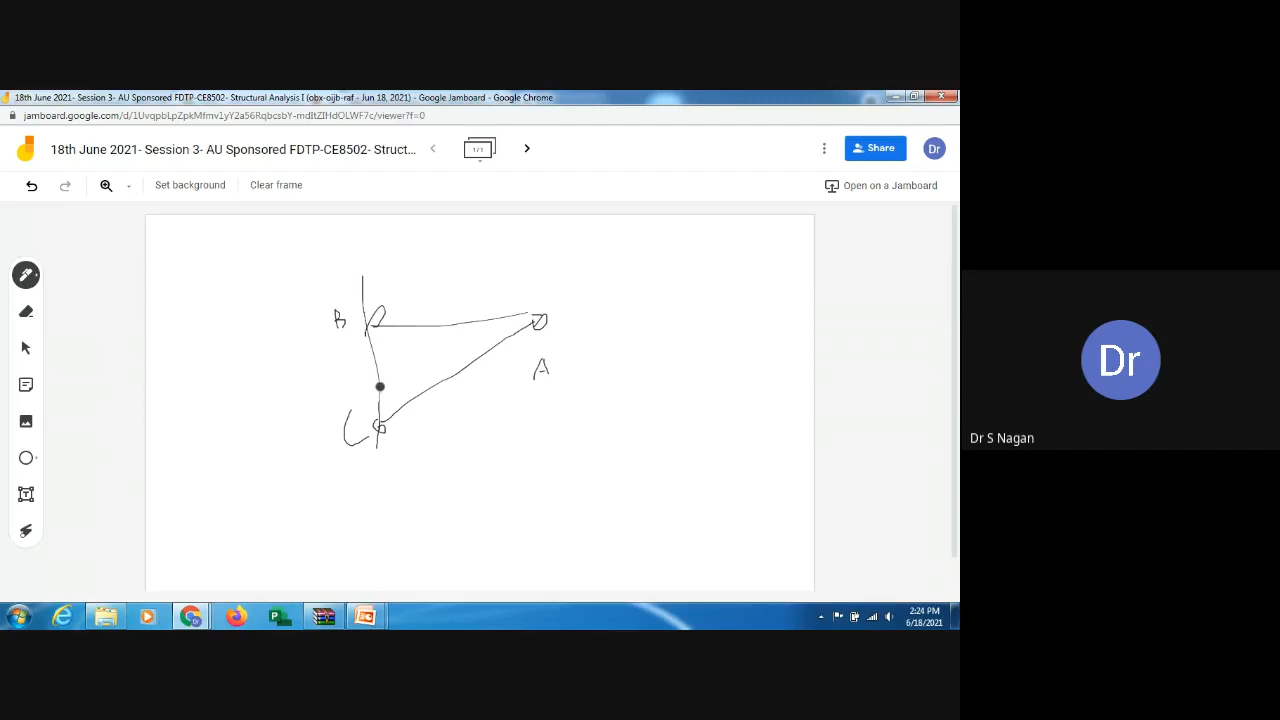 18th June 2021- Session 3- AU Sponsored FDTP-CE8502- Structural Analysis I (obx-oijb-raf - Jun 18, 2021) - Google Jamboard - Google Chrome
jamboard.google.com/d/1UvqpbLpZpkMfmv1yY2a56RqbcsbY-mdItZIHdOLWF7c/viewer?f=0
18th June 2021- Session 3- AU Sponsored FDTP-CE8502- Struct...
1/1
Share
Dr
Set background
Clear frame
Open on a Jamboard
B
A
C
Dr
Dr S Nagan
2:24 PM
6/18/2021